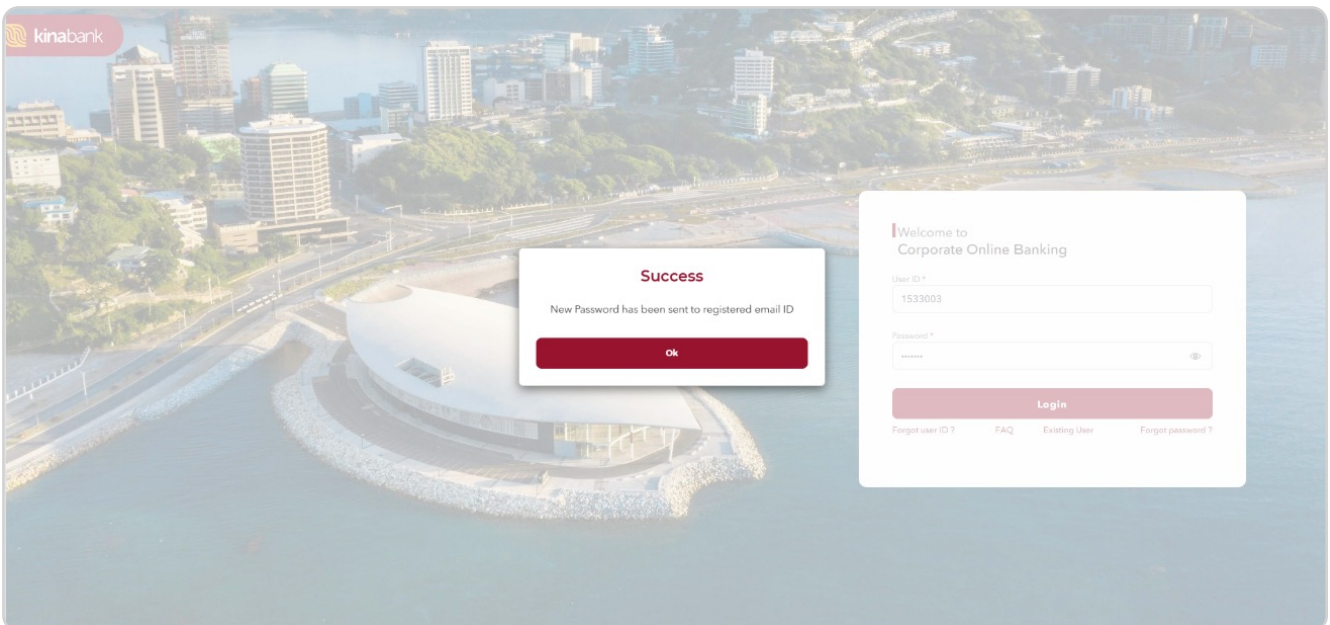 kinabank
Welcome to
Corporate Online Banking
User ID *
1533003
Password *
•••••••
Login
Forgot user ID ?
FAQ
Existing User
Forgot password ?
Success
New Password has been sent to registered email ID
Ok